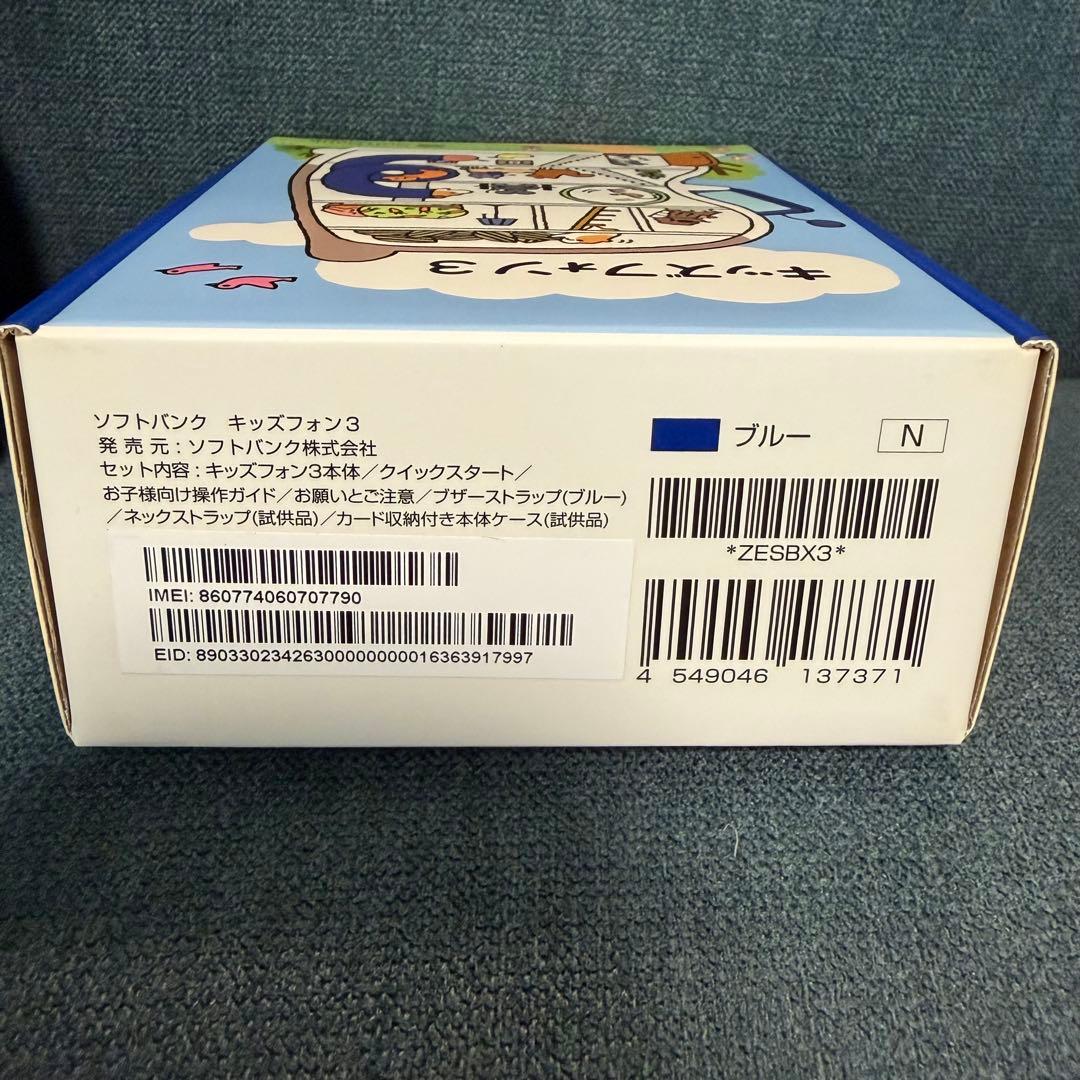 キッズフォン3
ソフトバンク　キッズフォン3
発売元：ソフトバンク株式会社
セット内容：キッズフォン3本体／クイックスタート／
お子様向け操作ガイド／お願いとご注意／ブザーストラップ(ブルー)
／ネックストラップ(試供品)／カード収納付き本体ケース(試供品)
ブルー
N
*ZESBX3*
IMEI: 860774060707790
EID: 89033023426300000000016363917997
4 549046 137371